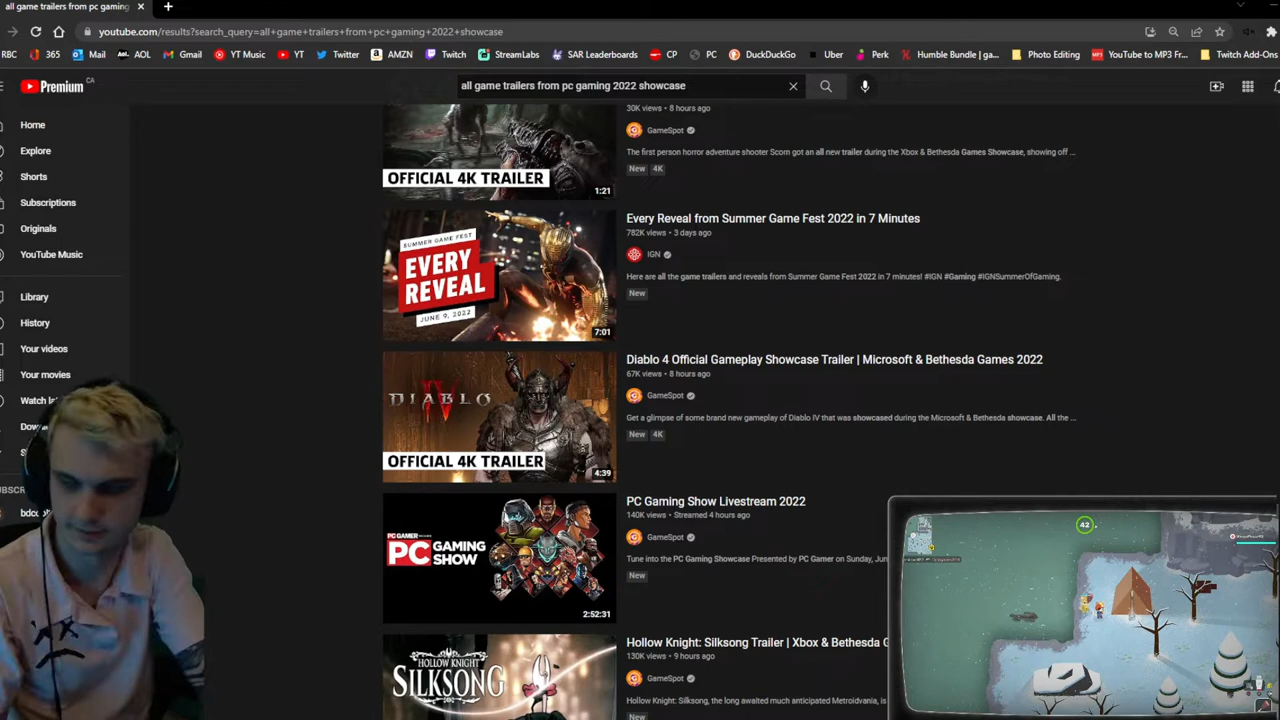 all game trailers from pc gaming
youtube.com/results?search_query=all+game+trailers+from+pc+gaming+2022+showcase
RBC 365 Mail AOL Gmail YT Music YT Twitter AMZN Twitch StreamLabs SAR Leaderboards CP PC DuckDuckGo Uber Perk Humble Bundle | ga... Photo Editing YouTube to MP3 Fr... Twitch Add-Ons
Premium CA
all game trailers from pc gaming 2022 showcase
Home
Explore
Shorts
Subscriptions
Originals
YouTube Music
Library
History
Your videos
Your movies
Watch la
OFFICIAL 4K TRAILER
1:21
30K views • 8 hours ago
GameSpot
The first person horror adventure shooter Scorn got an all new trailer during the Xbox & Bethesda Games Showcase, showing off ...
New 4K
SUMMER GAME FEST
EVERY
REVEAL
JUNE 9, 2022
7:01
Every Reveal from Summer Game Fest 2022 in 7 Minutes
782K views • 3 days ago
IGN
Here are all the game trailers and reveals from Summer Game Fest 2022 in 7 minutes! #IGN #Gaming #IGNSummerOfGaming.
New
DIABLO IV
OFFICIAL 4K TRAILER
4:39
Diablo 4 Official Gameplay Showcase Trailer | Microsoft & Bethesda Games 2022
67K views • 8 hours ago
GameSpot
Get a glimpse of some brand new gameplay of Diablo IV that was showcased during the Microsoft & Bethesda showcase. All the ...
New 4K
PC GAMER
PC GAMING
SHOW
2:52:31
PC Gaming Show Livestream 2022
140K views • Streamed 4 hours ago
GameSpot
Tune into the PC Gaming Showcase Presented by PC Gamer on Sunday, Jun
New
HOLLOW KNIGHT
SILKSONG
Hollow Knight: Silksong Trailer | Xbox & Bethesda G
130K views • 9 hours ago
GameSpot
Hollow Knight: Silksong, the long awaited much anticipated Metroidvania, is
New
42